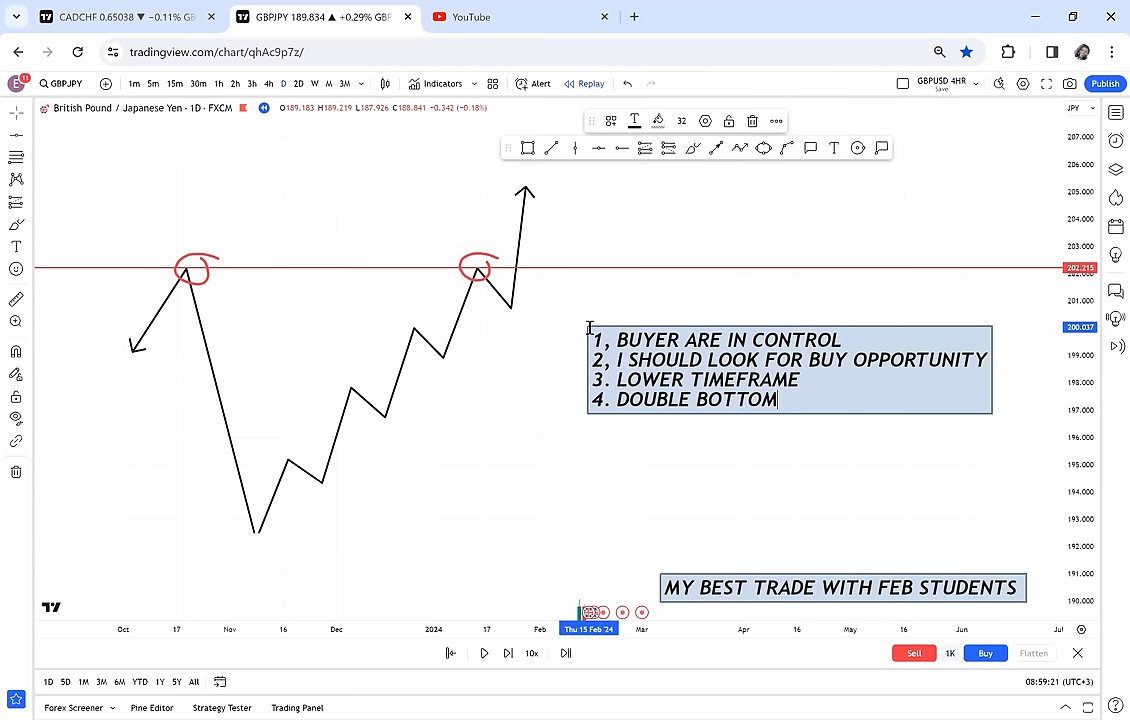 CADCHF 0.65038 ▼ −0.11% GB
GBPJPY 189.834 ▲ +0.29% GBP
YouTube
tradingview.com/chart/qhAc9p7z/
E 11 GBPJPY 1m 5m 15m 30m 1h 2h 3h 4h D 2D W M 3M Indicators Alert Replay GBPUSD 4HR Save Publish
British Pound / Japanese Yen · 1D · FXCM O189.183 H189.219 L187.926 C188.841 −0.342 (−0.18%)
T 32
JPY
207.000
206.000
205.000
204.000
203.000
202.215
202.000
201.000
200.037
199.000
198.000
197.000
196.000
195.000
194.000
193.000
192.000
191.000
190.000
1, BUYER ARE IN CONTROL
2, I SHOULD LOOK FOR BUY OPPORTUNITY
3. LOWER TIMEFRAME
4. DOUBLE BOTTOM
MY BEST TRADE WITH FEB STUDENTS
Oct 17 Nov 16 Dec 2024 17 Feb Thu 15 Feb '24 Mar Apr 16 May 16 Jun Jul
10x Sell 1K Buy Flatten
1D 5D 1M 3M 6M YTD 1Y 5Y All 08:59:21 (UTC+3)
Forex Screener Pine Editor Strategy Tester Trading Panel